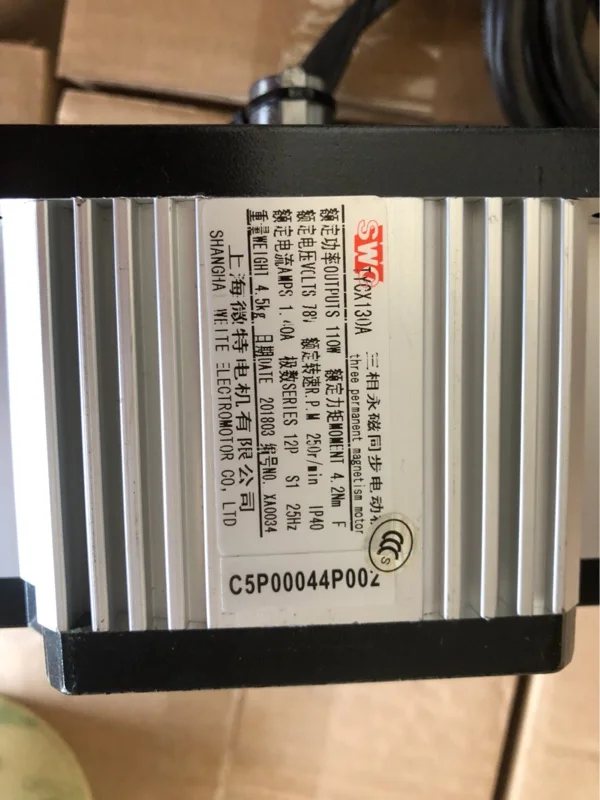 SWC
TYCX130A
三相永磁同步电动机
three permanent magnetism motor
额定功率OUTPUTS 110W 额定力矩MOMENT 4.2Nm F
额定电压VOLTS 78V 额定转速R.P.M 250r/min IP40
额定电流AMPS 1.40A 极数SERIES 12P S1 25Hz
重量WEIGHT 4.5kg 日期DATE 201803 编号NO. XA0034
上海微特电机有限公司
SHANGHAI WEITE ELECTROMOTOR CO, LTD
CCC
S
C5P00044P002